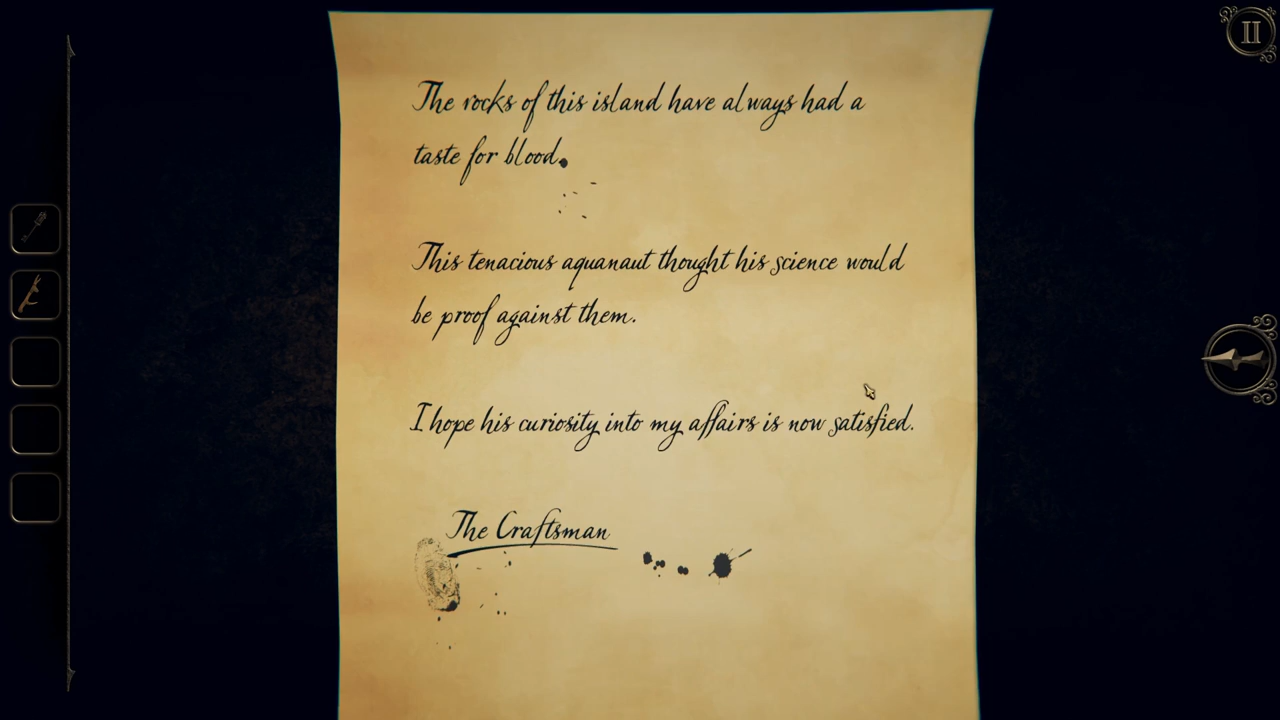 The rocks of this island have always had a
taste for blood.
This tenacious aquanaut thought his science would
be proof against them.
I hope his curiosity into my affairs is now satisfied.
The Craftsman